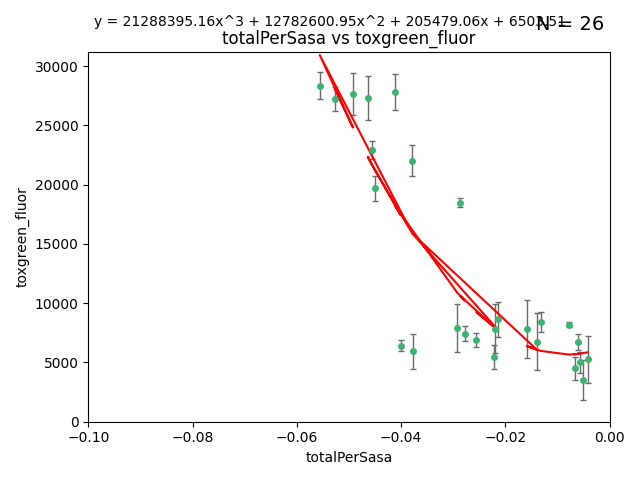 y = 21288395.16x^3 + 12782600.95x^2 + 205479.06x + 6503.51
N = 26
totalPerSasa vs toxgreen_fluor
toxgreen_fluor
30000
25000
20000
15000
10000
5000
0
−0.10
−0.08
−0.06
−0.04
−0.02
0.00
totalPerSasa